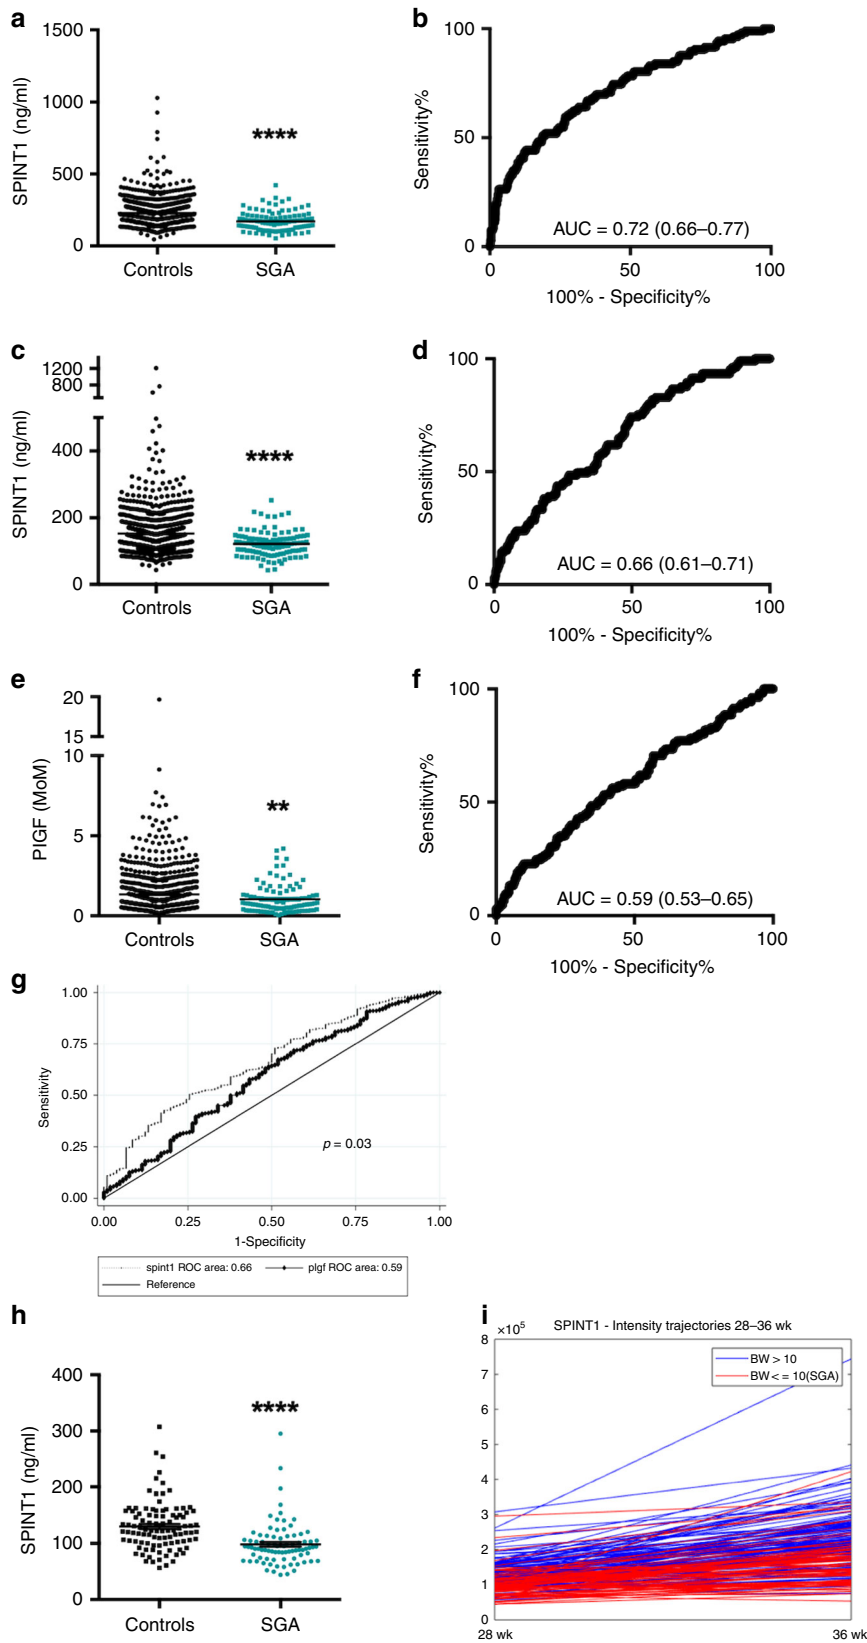 a
1500
1000
500
0
SPINT1 (ng/ml)
****
Controls
SGA
b
100
50
0
Sensitivity%
AUC = 0.72 (0.66–0.77)
0
50
100
100% - Specificity%
c
1200
800
400
200
0
SPINT1 (ng/ml)
****
Controls
SGA
d
100
50
0
Sensitivity%
AUC = 0.66 (0.61–0.71)
0
50
100
100% - Specificity%
e
20
15
10
5
0
PlGF (MoM)
**
Controls
SGA
f
100
50
0
Sensitivity%
AUC = 0.59 (0.53–0.65)
0
50
100
100% - Specificity%
g
1.00
0.75
0.50
0.25
0.00
Sensitivity
p = 0.03
0.00
0.25
0.50
0.75
1.00
1-Specificity
spint1 ROC area: 0.66
plgf ROC area: 0.59
Reference
h
400
300
200
100
0
SPINT1 (ng/ml)
****
Controls
SGA
i
SPINT1 - Intensity trajectories 28–36 wk
×10⁵
8
7
6
5
4
3
2
1
0
BW > 10
BW < = 10(SGA)
28 wk
36 wk